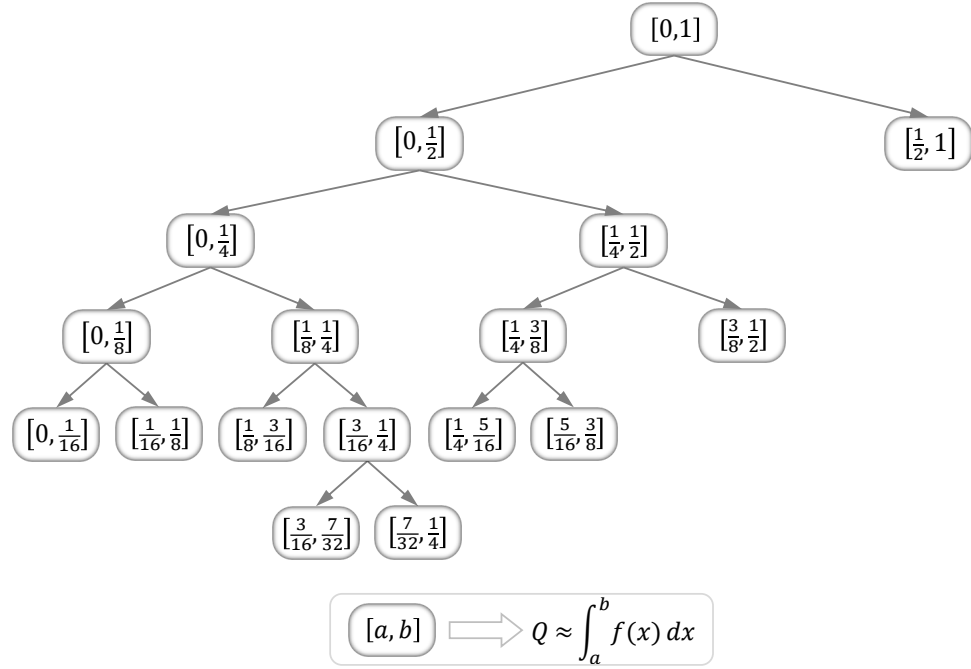 [0,1]
[0, 1/2] [1/2, 1]
[0, 1/4] [1/4, 1/2]
[0, 1/8] [1/8, 1/4] [1/4, 3/8] [3/8, 1/2]
[0, 1/16] [1/16, 1/8] [1/8, 3/16] [3/16, 1/4] [1/4, 5/16] [5/16, 3/8]
[3/16, 7/32] [7/32, 1/4]
[a, b] Q ≈ ∫_a^b f(x) dx